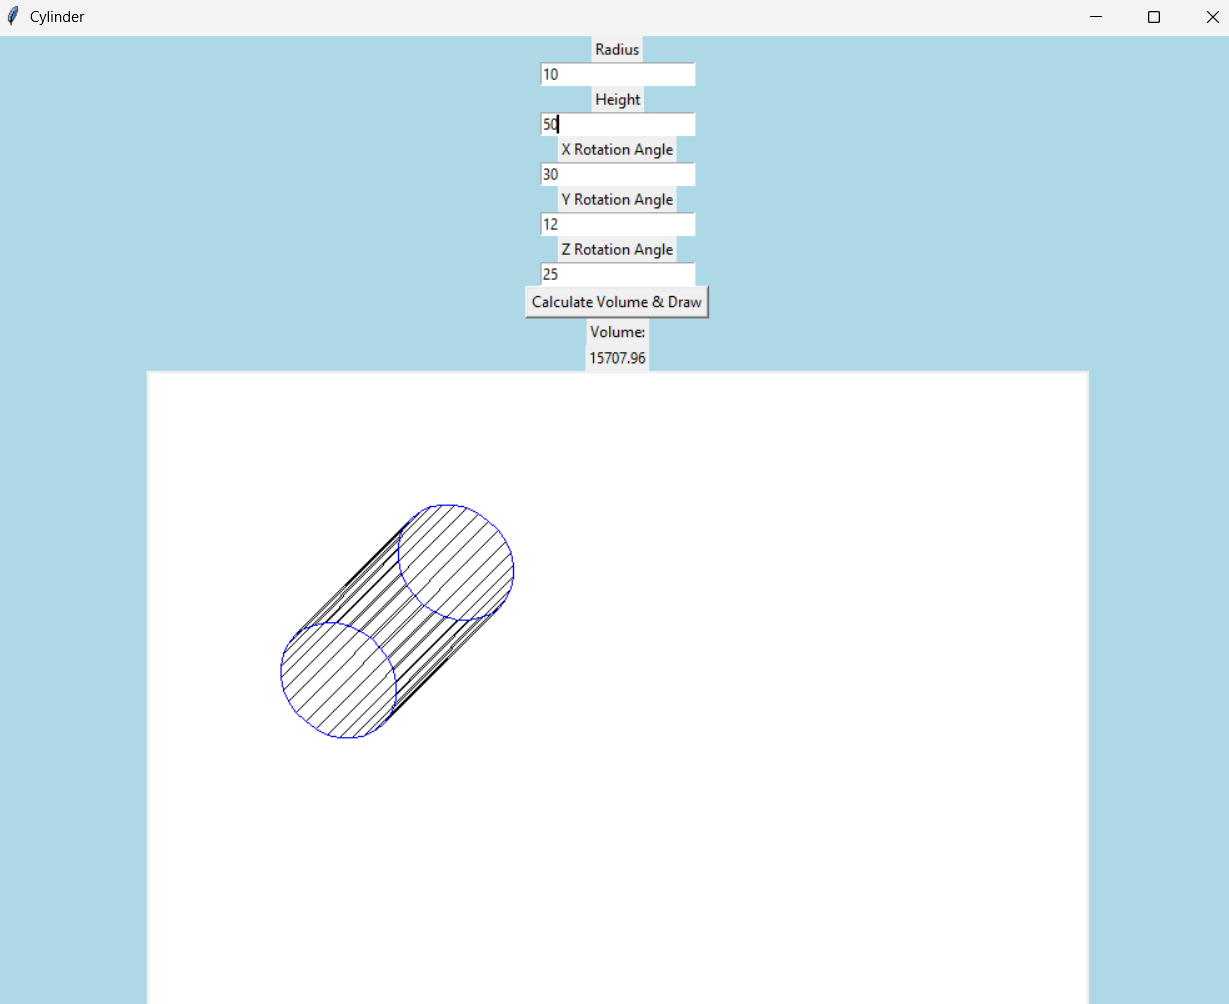 Cylinder
Radius
10
Height
50
X Rotation Angle
30
Y Rotation Angle
12
Z Rotation Angle
25
Calculate Volume & Draw
Volume:
15707.96